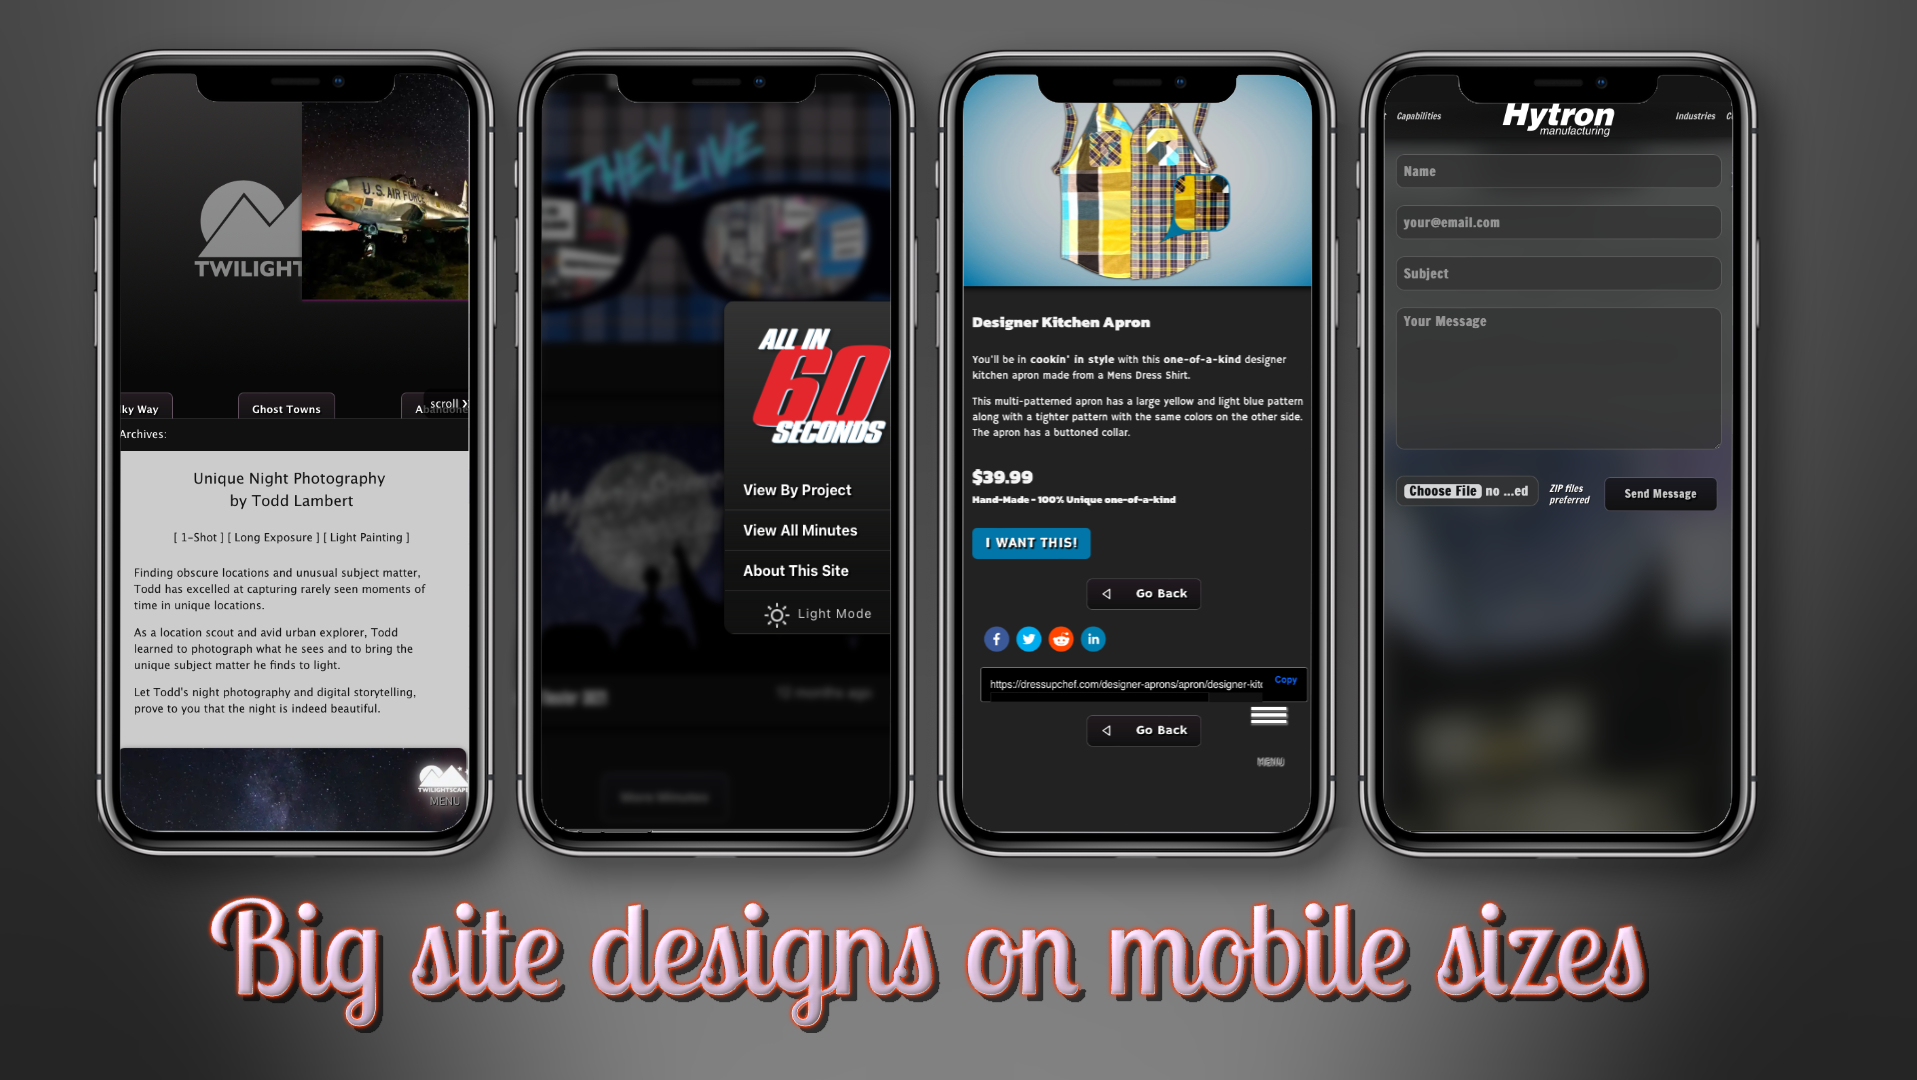 U.S. AIR FORCE
TWILIGHT
ky Way
Ghost Towns
Abandone
scroll
Archives:
Unique Night Photography
by Todd Lambert
[ 1-Shot ] [ Long Exposure ] [ Light Painting ]
Finding obscure locations and unusual subject matter,
Todd has excelled at capturing rarely seen moments of
time in unique locations.
As a location scout and avid urban explorer, Todd
learned to photograph what he sees and to bring the
unique subject matter he finds to light.
Let Todd's night photography and digital storytelling,
prove to you that the night is indeed beautiful.
TWILIGHTSCAPE
MENU
THEY LIVE
ALL IN
60
SECONDS
View By Project
View All Minutes
About This Site
Light Mode
12 months ago
More Minutes
Designer Kitchen Apron
You'll be in cookin' in style with this one-of-a-kind designer
kitchen apron made from a Mens Dress Shirt.
This multi-patterned apron has a large yellow and light blue pattern
along with a tighter pattern with the same colors on the other side.
The apron has a buttoned collar.
$39.99
Hand-Made - 100% Unique one-of-a-kind
I WANT THIS!
Go Back
https://dressupchef.com/designer-aprons/apron/designer-kitc
Copy
Go Back
MENU
Capabilities
Hytron
manufacturing
Industries
Name
your@email.com
Subject
Your Message
Choose File no ...ed
ZIP files
preferred
Send Message
Big site designs on mobile sizes